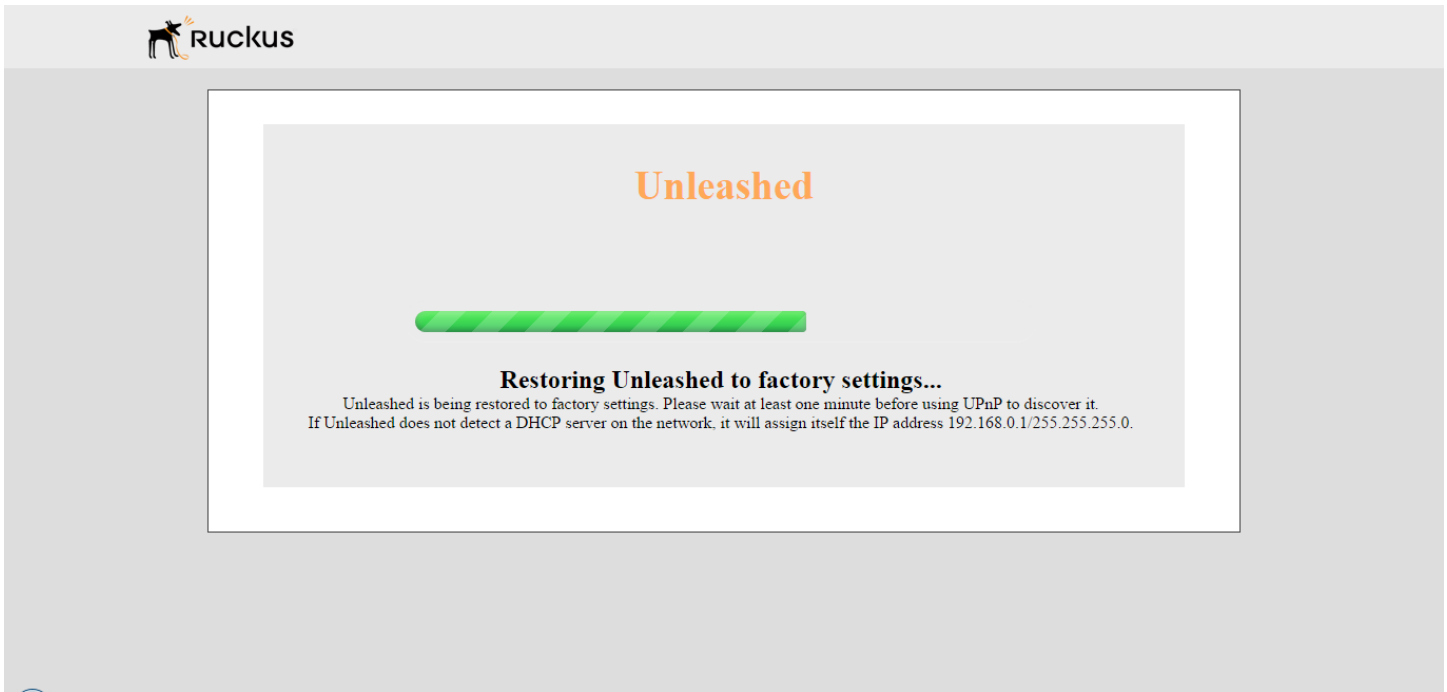 Ruckus
Unleashed
Restoring Unleashed to factory settings...
Unleashed is being restored to factory settings. Please wait at least one minute before using UPnP to discover it.
If Unleashed does not detect a DHCP server on the network, it will assign itself the IP address 192.168.0.1/255.255.255.0.